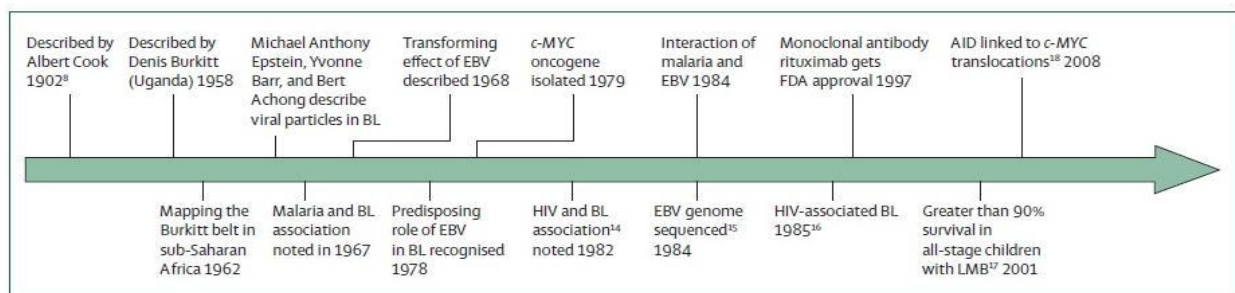 Described by
Albert Cook
1902⁸
Described by
Denis Burkitt
(Uganda) 1958
Michael Anthony
Epstein, Yvonne
Barr, and Bert
Achong describe
viral particles in BL
Transforming
effect of EBV
described 1968
c-MYC
oncogene
isolated 1979
Interaction of
malaria and
EBV 1984
Monoclonal antibody
rituximab gets
FDA approval 1997
AID linked to c-MYC
translocations¹⁸ 2008
Mapping the
Burkitt belt in
sub-Saharan
Africa 1962
Malaria and BL
association
noted in 1967
Predisposing
role of EBV
in BL recognised
1978
HIV and BL
association¹⁴
noted 1982
EBV genome
sequenced¹⁵
1984
HIV-associated BL
1985¹⁶
Greater than 90%
survival in
all-stage children
with LMB¹⁷ 2001